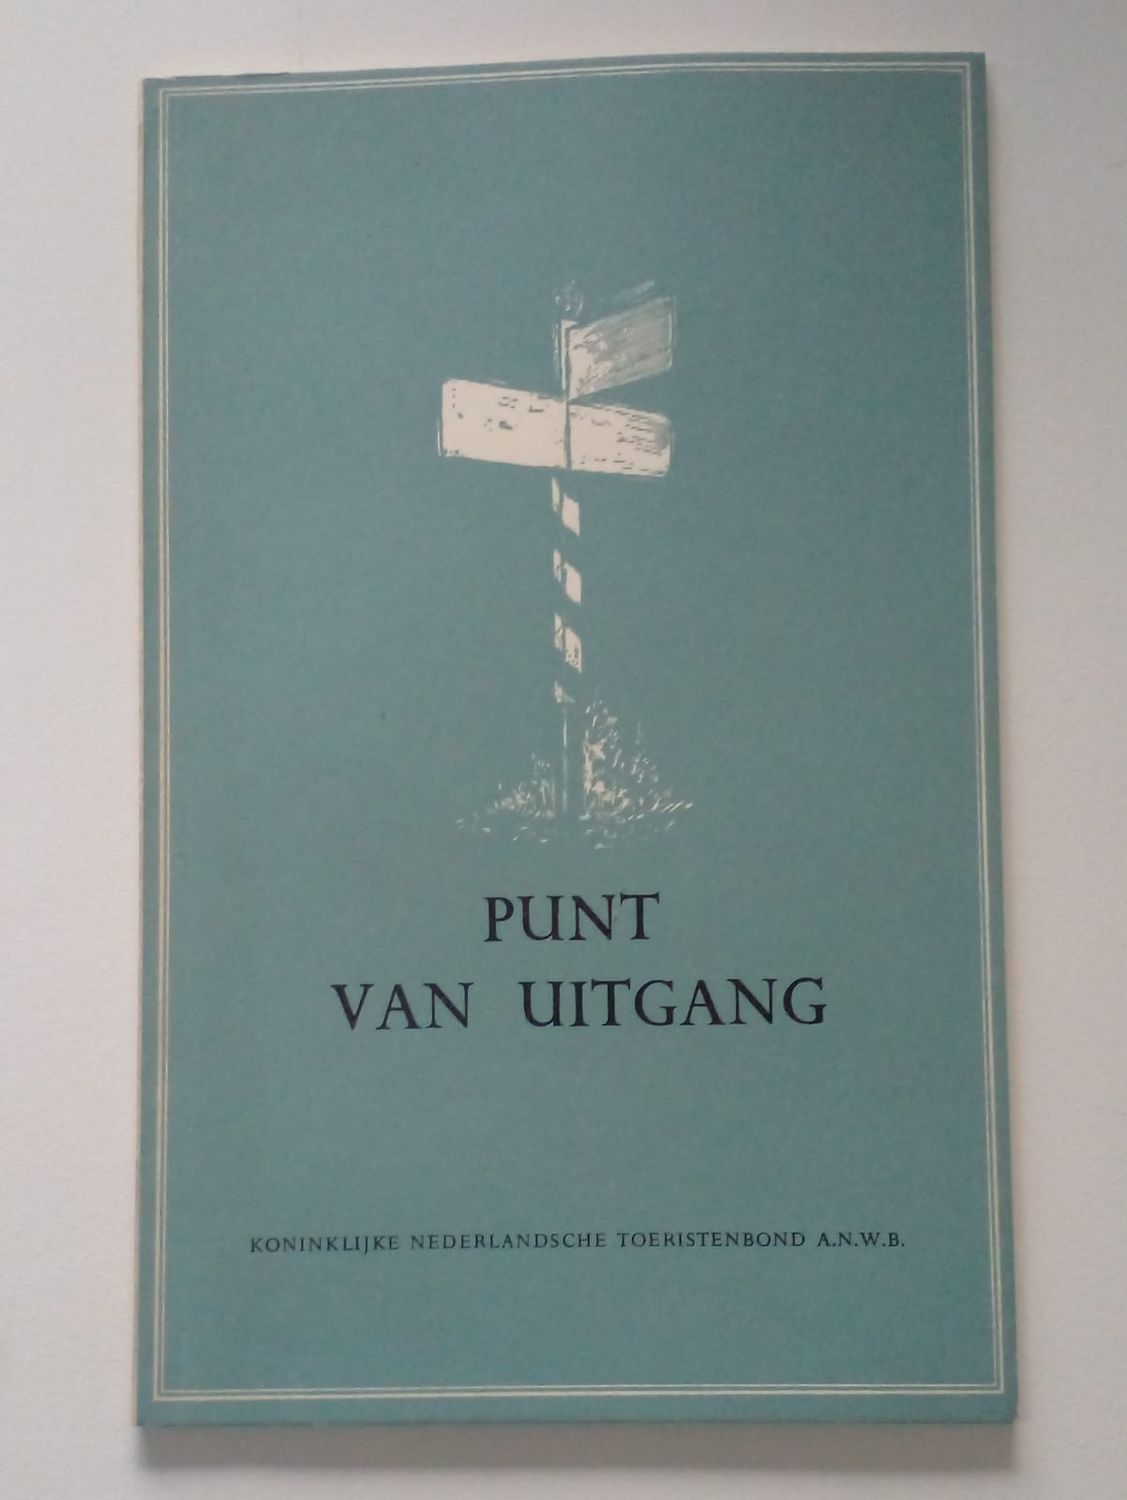 PUNT
VAN UITGANG
KONINKLIJKE NEDERLANDSCHE TOERISTENBOND A.N.W.B.